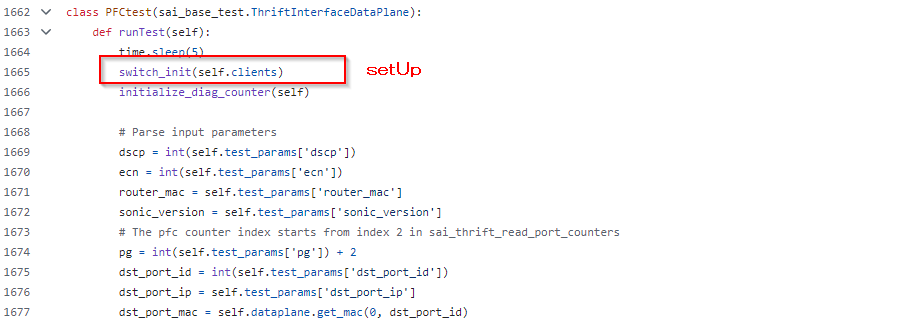 1662 class PFCtest(sai_base_test.ThriftInterfaceDataPlane):
1663 def runTest(self):
1664 time.sleep(5)
1665 switch_init(self.clients) setUp
1666 initialize_diag_counter(self)
1667
1668 # Parse input parameters
1669 dscp = int(self.test_params['dscp'])
1670 ecn = int(self.test_params['ecn'])
1671 router_mac = self.test_params['router_mac']
1672 sonic_version = self.test_params['sonic_version']
1673 # The pfc counter index starts from index 2 in sai_thrift_read_port_counters
1674 pg = int(self.test_params['pg']) + 2
1675 dst_port_id = int(self.test_params['dst_port_id'])
1676 dst_port_ip = self.test_params['dst_port_ip']
1677 dst_port_mac = self.dataplane.get_mac(0, dst_port_id)